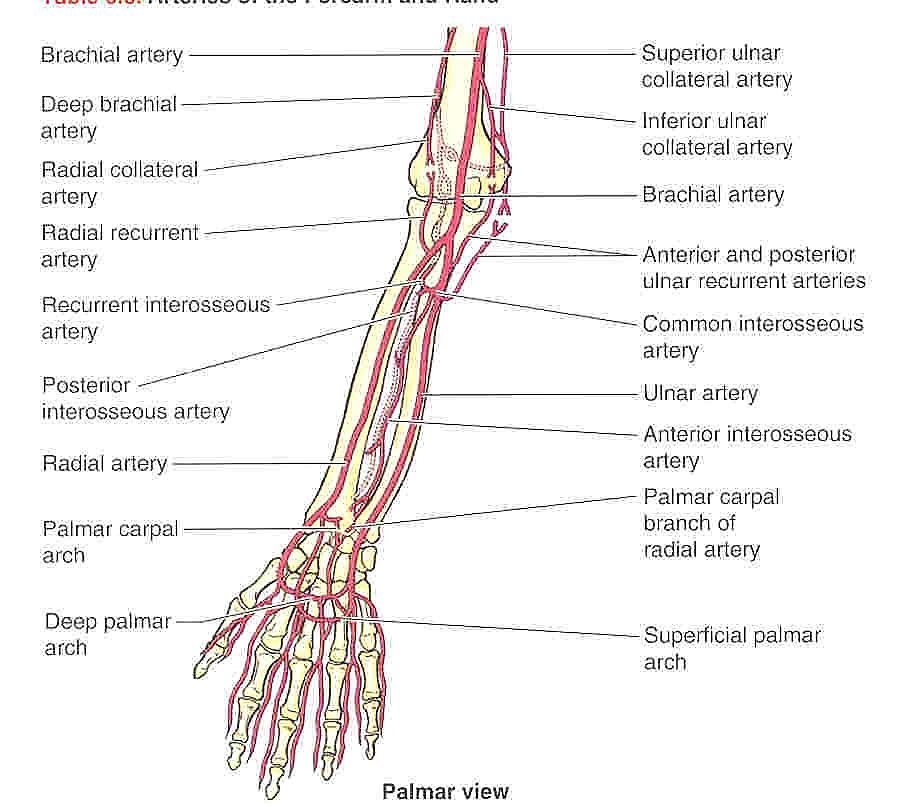 Brachial artery
Deep brachial
artery
Radial collateral
artery
Radial recurrent
artery
Recurrent interosseous
artery
Posterior
interosseous artery
Radial artery
Palmar carpal
arch
Deep palmar
arch
Superior ulnar
collateral artery
Inferior ulnar
collateral artery
Brachial artery
Anterior and posterior
ulnar recurrent arteries
Common interosseous
artery
Ulnar artery
Anterior interosseous
artery
Palmar carpal
branch of
radial artery
Superficial palmar
arch
Palmar view